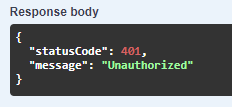 Response body
{
  "statusCode": 401,
  "message": "Unauthorized"
}